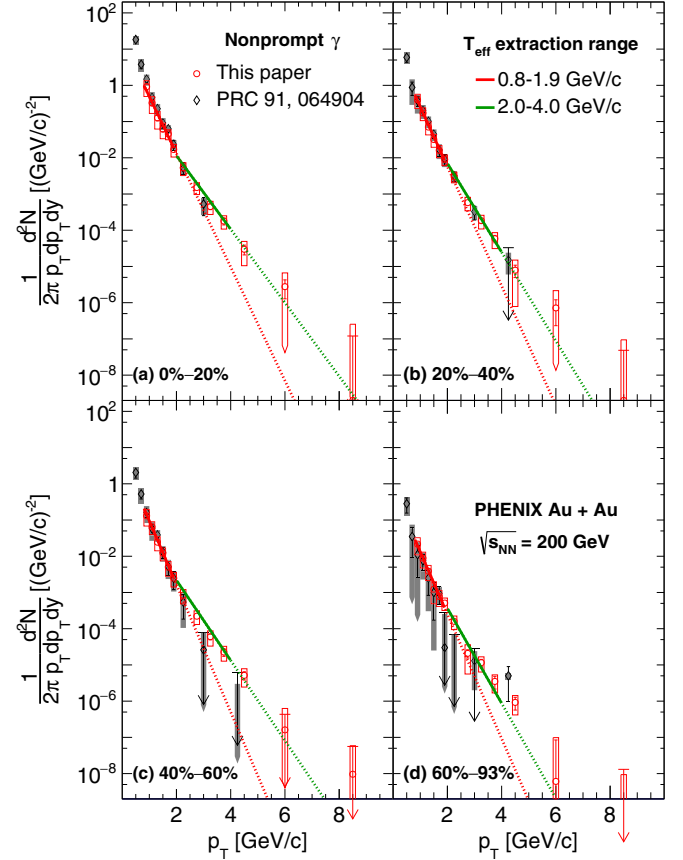 Nonprompt γ
This paper
PRC 91, 064904
(a) 0%–20%
T_eff extraction range
0.8-1.9 GeV/c
2.0-4.0 GeV/c
(b) 20%–40%
10^2
1
10^−2
10^−4
10^−6
10^−8
1/(2π p_T) d^2N/(dp_T dy) [(GeV/c)^-2]
(c) 40%–60%
PHENIX Au + Au
√s_NN = 200 GeV
(d) 60%–93%
10^2
1
10^−2
10^−4
10^−6
10^−8
1/(2π p_T) d^2N/(dp_T dy) [(GeV/c)^-2]
0 2 4 6 8
0 2 4 6 8
p_T [GeV/c]
p_T [GeV/c]